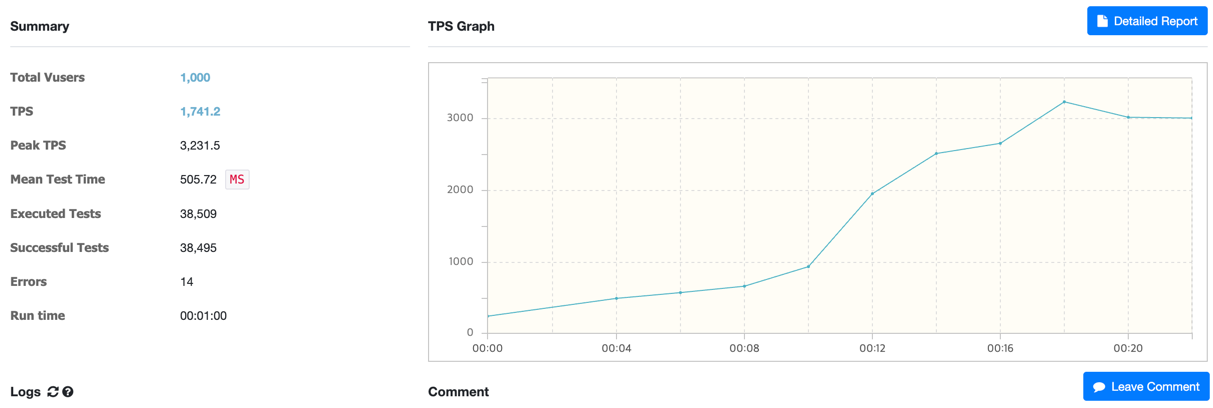 Summary
TPS Graph
Detailed Report
Total Vusers 1,000
TPS 1,741.2
Peak TPS 3,231.5
Mean Test Time 505.72 MS
Executed Tests 38,509
Successful Tests 38,495
Errors 14
Run time 00:01:00
3000
2000
1000
0
00:00 00:04 00:08 00:12 00:16 00:20
Logs
Comment
Leave Comment